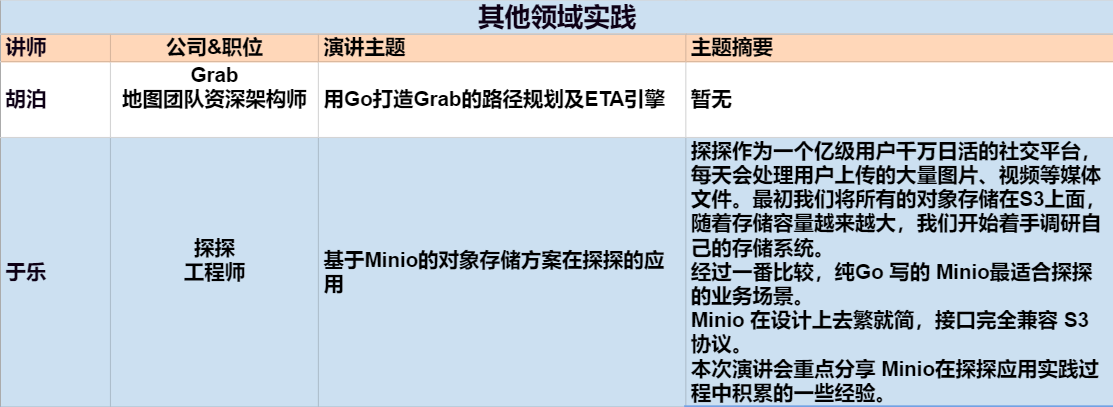 其他领域实践
讲师 公司&职位 演讲主题 主题摘要
胡泊
Grab
地图团队资深架构师
用Go打造Grab的路径规划及ETA引擎
暂无
于乐
探探
工程师
基于Minio的对象存储方案在探探的应
用
探探作为一个亿级用户千万日活的社交平台，
每天会处理用户上传的大量图片、视频等媒体
文件。最初我们将所有的对象存储在S3上面，
随着存储容量越来越大，我们开始着手调研自
己的存储系统。
经过一番比较，纯Go 写的 Minio最适合探探
的业务场景。
Minio 在设计上去繁就简，接口完全兼容 S3
协议。
本次演讲会重点分享 Minio在探探应用实践过
程中积累的一些经验。